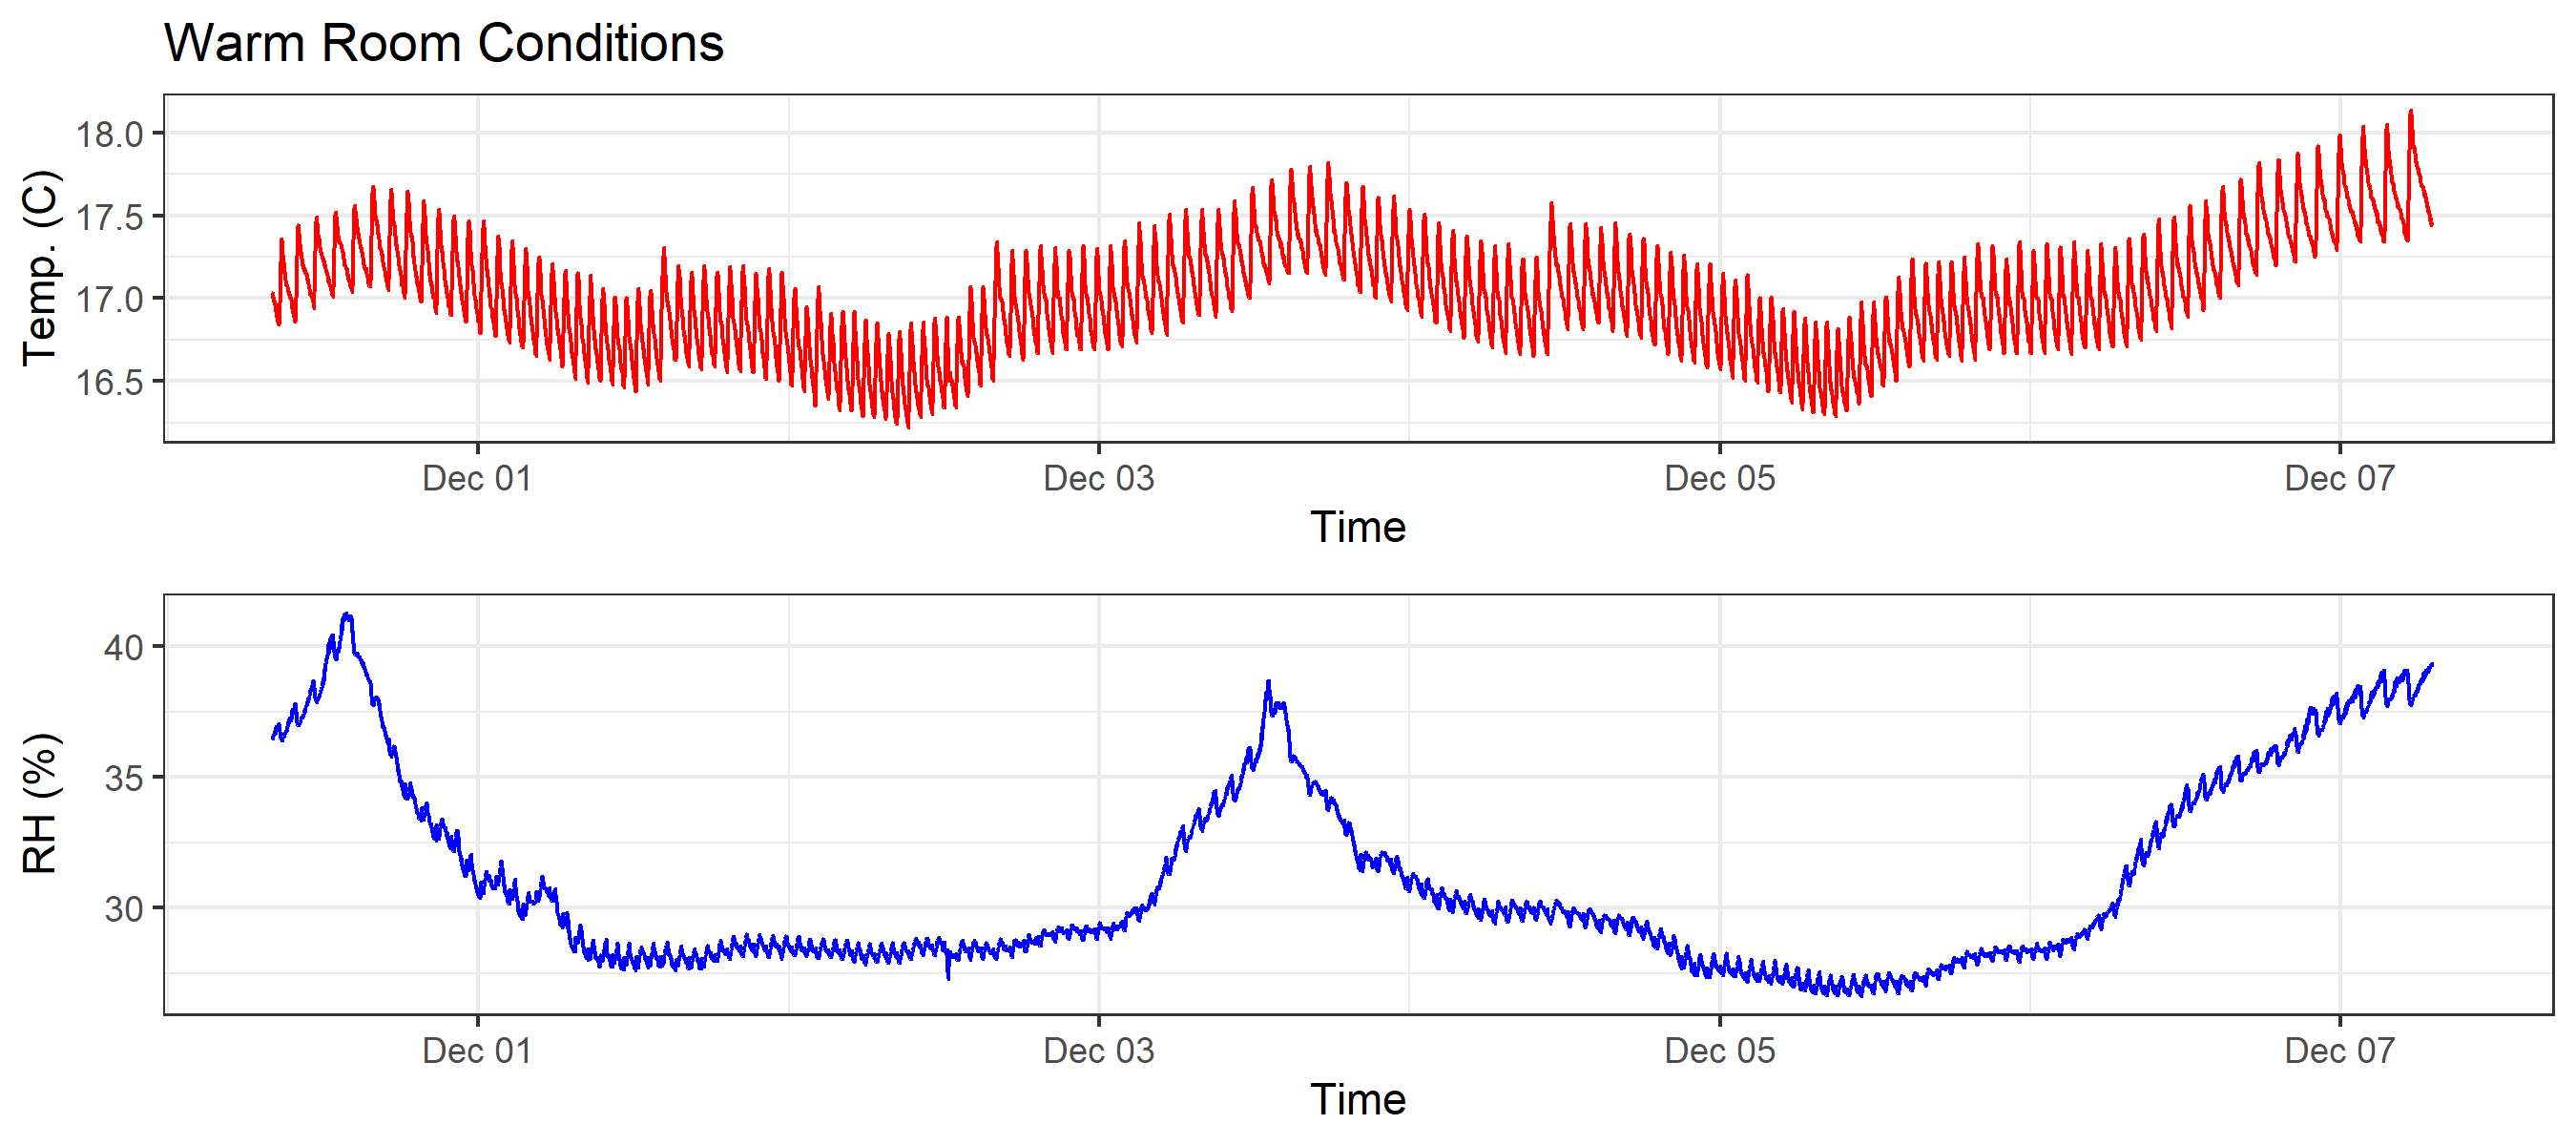 Warm Room Conditions
Temp. (C)
18.0
17.5
17.0
16.5
Dec 01 Dec 03 Dec 05 Dec 07
Time
RH (%)
40
35
30
Dec 01 Dec 03 Dec 05 Dec 07
Time